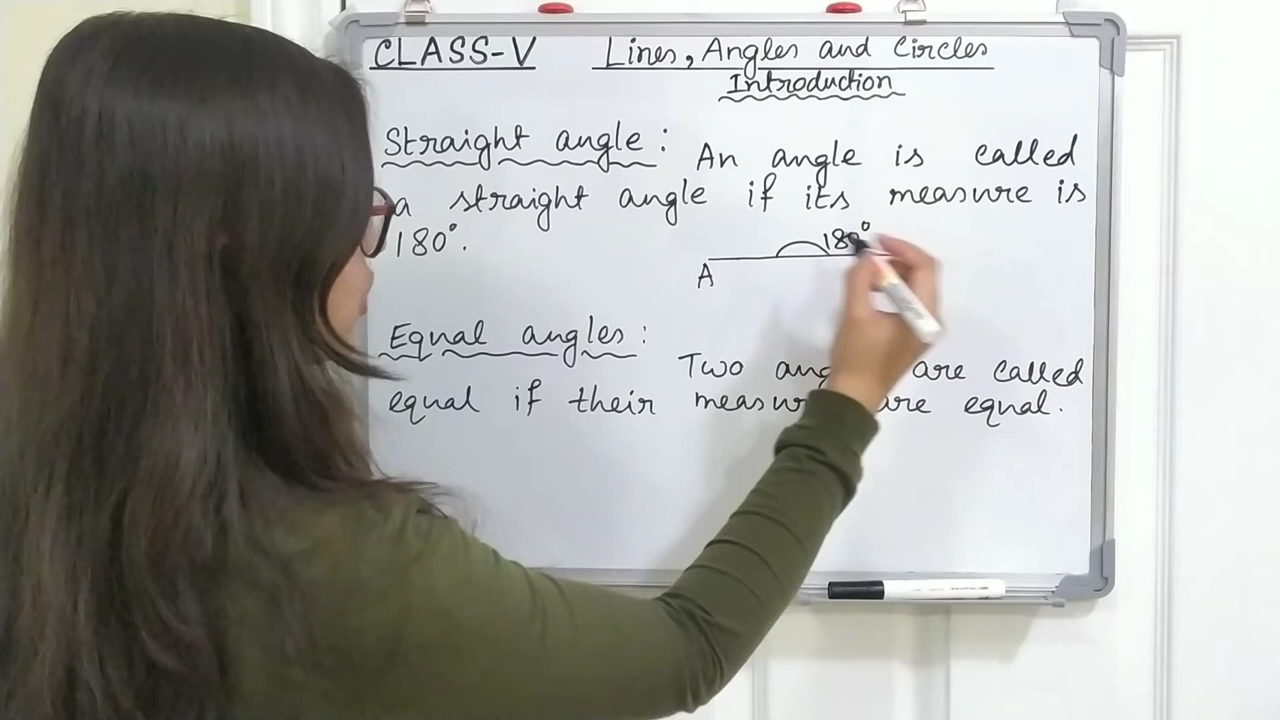 CLASS-V Lines, Angles and Circles
Introduction
Straight angle: An angle is called
a straight angle if its measure is
180°.
180°
A
Equal angles: Two are called
equal if their are equal.